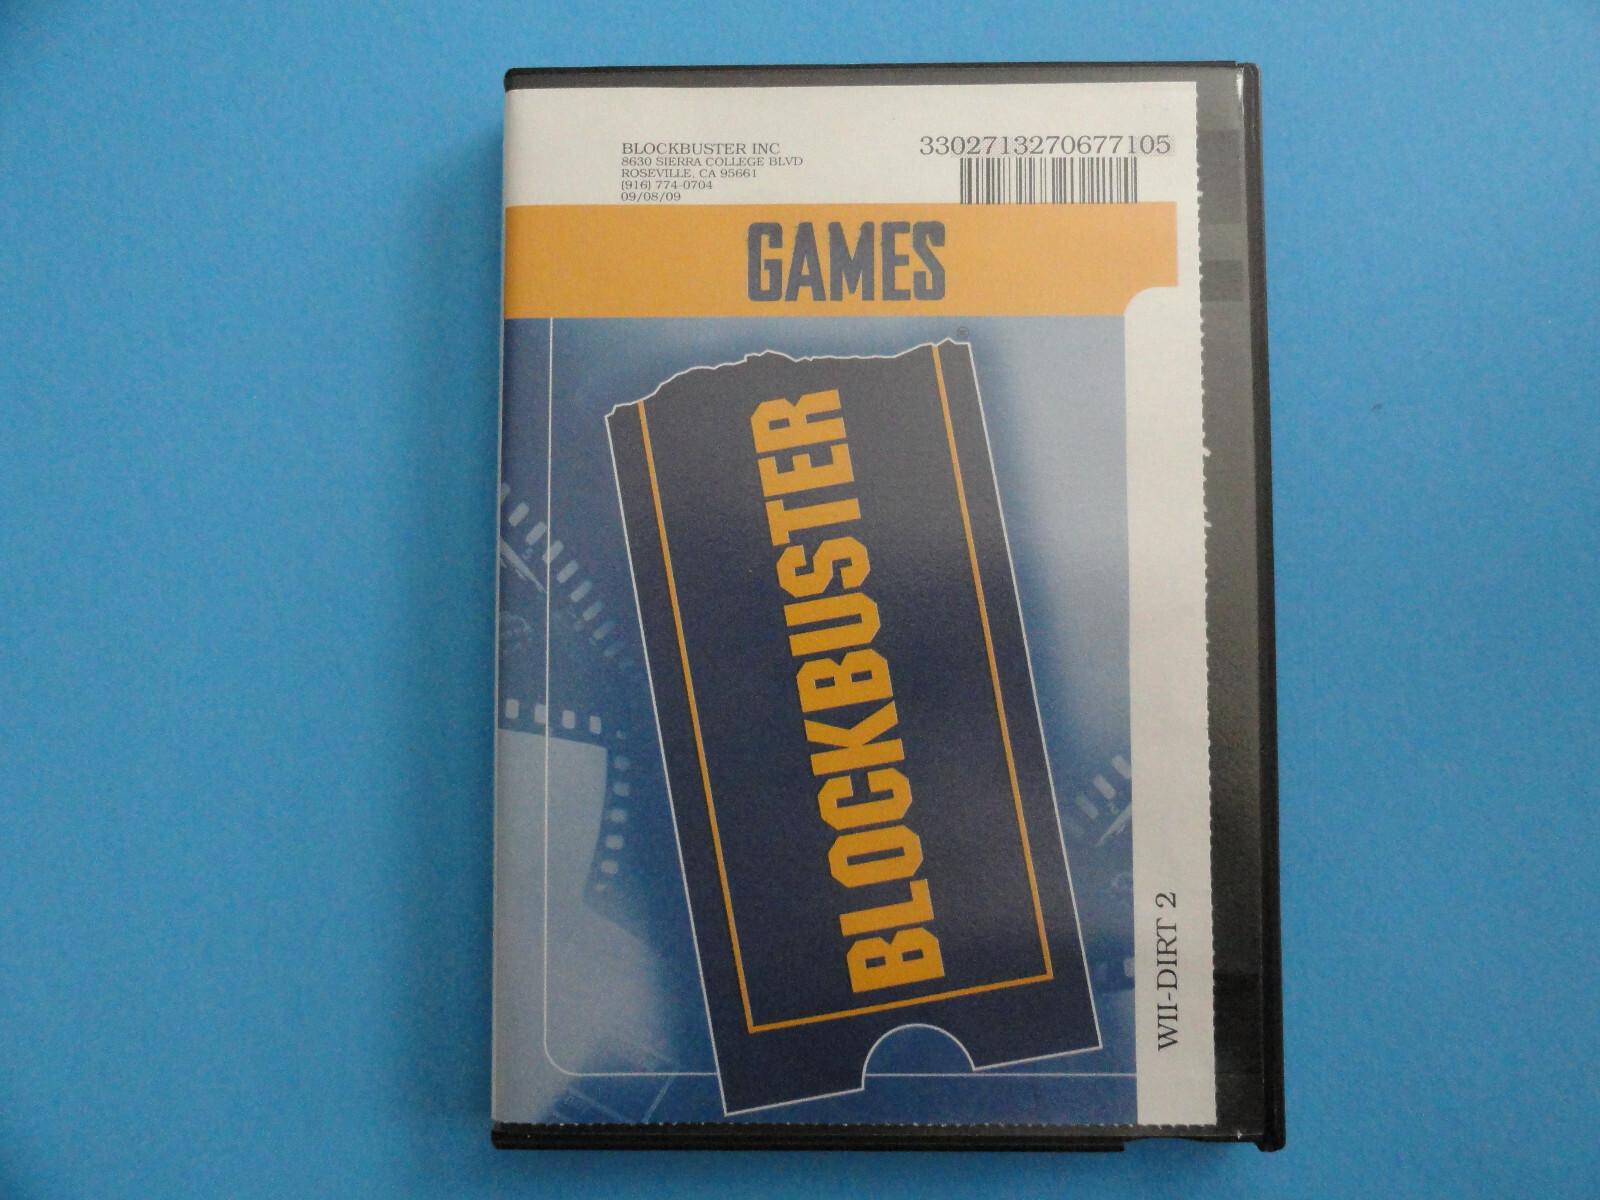 BLOCKBUSTER INC
8630 SIERRA COLLEGE BLVD
ROSEVILLE, CA 95661
(916) 774-0704
09/08/09
3302713270677105
GAMES
®
BLOCKBUSTER
WII-DIRT 2